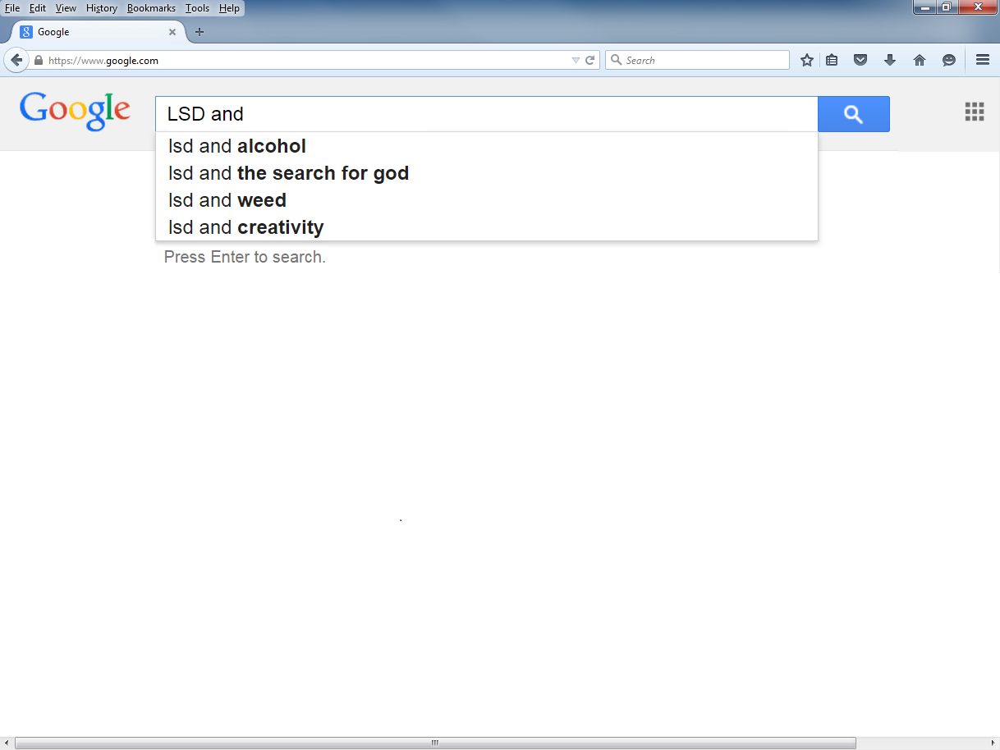 File Edit View History Bookmarks Tools Help
8 Google
https://www.google.com Search
Google LSD and
lsd and alcohol
lsd and the search for god
lsd and weed
lsd and creativity
Press Enter to search.